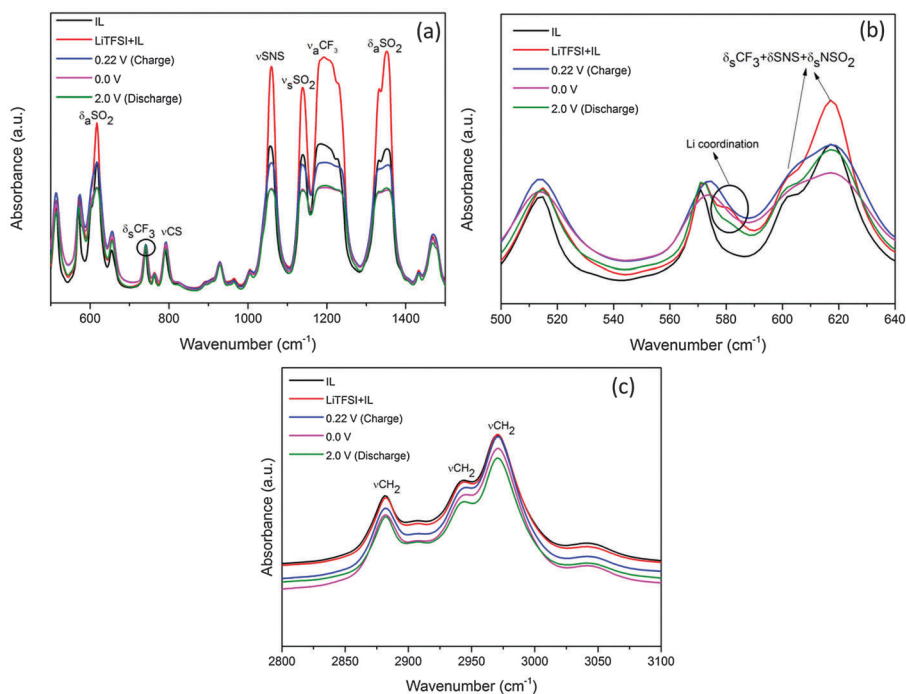 (a)
IL
LiTFSI+IL
0.22 V (Charge)
0.0 V
2.0 V (Discharge)
δaSO2
δsCF3
νCS
νSNS
νsSO2
νaCF3
δaSO2
Absorbance (a.u.)
600 800 1000 1200 1400
Wavenumber (cm-1)
(b)
IL
LiTFSI+IL
0.22 V (Charge)
0.0 V
2.0 V (Discharge)
δsCF3+δSNS+δsNSO2
Li coordination
Absorbance (a.u.)
500 520 540 560 580 600 620 640
Wavenumber (cm-1)
(c)
IL
LiTFSI+IL
0.22 V (Charge)
0.0 V
2.0 V (Discharge)
νCH2
νCH2
νCH2
Absorbance (a.u.)
2800 2850 2900 2950 3000 3050 3100
Wavenumber (cm-1)